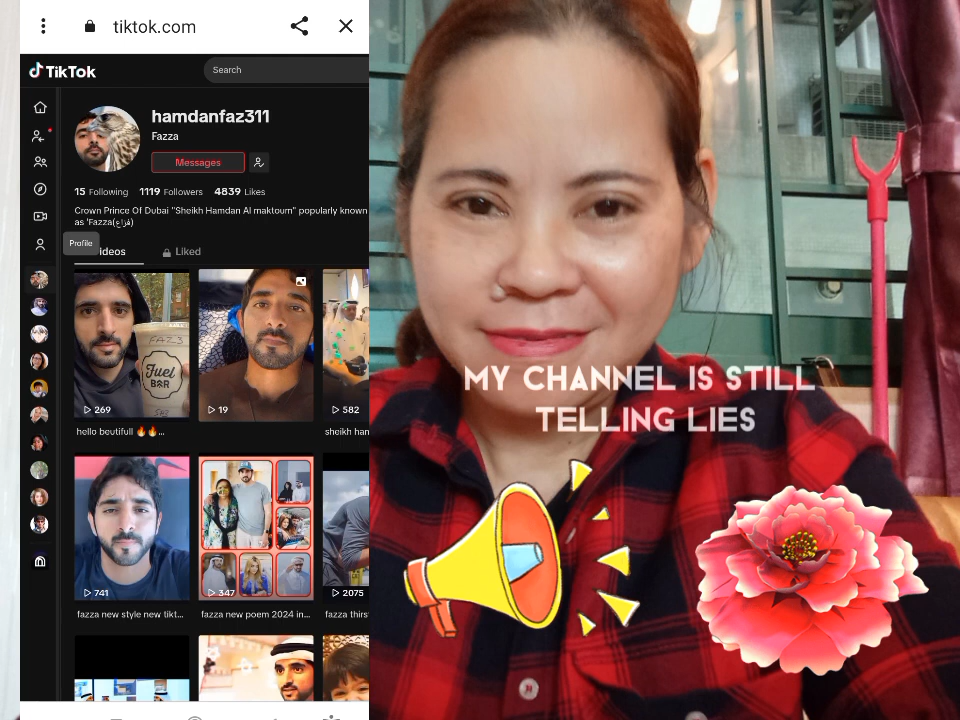 tiktok.com
TikTok
Search
hamdanfaz311
Fazza
Messages
15 Following 1119 Followers 4839 Likes
Crown Prince Of Dubai "Sheikh Hamdan Al maktoum" popularly known
as 'Fazza(فزاع)
Profile
ideos
Liked
FAZ3
Fuel
BAR
269
19
582
hello beutifull 🔥🔥...
sheikh han
741
347
2075
fazza new style new tikt...
fazza new poem 2024 in...
fazza thirs
MY CHANNEL IS STILL
TELLING LIES